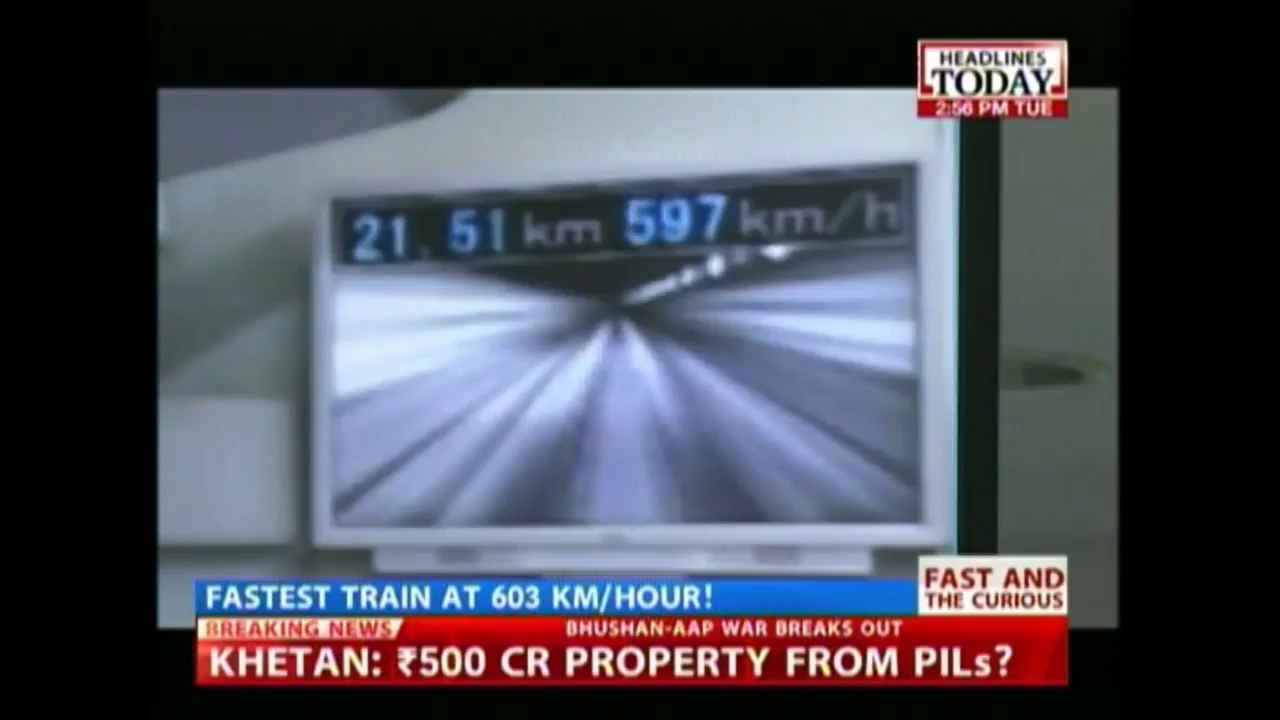 HEADLINES
TODAY
2:56 PM TUE
21.51 km 597 km/h
FASTEST TRAIN AT 603 KM/HOUR!
FAST AND
THE CURIOUS
BREAKING NEWS
BHUSHAN-AAP WAR BREAKS OUT
KHETAN: ₹500 CR PROPERTY FROM PILs?